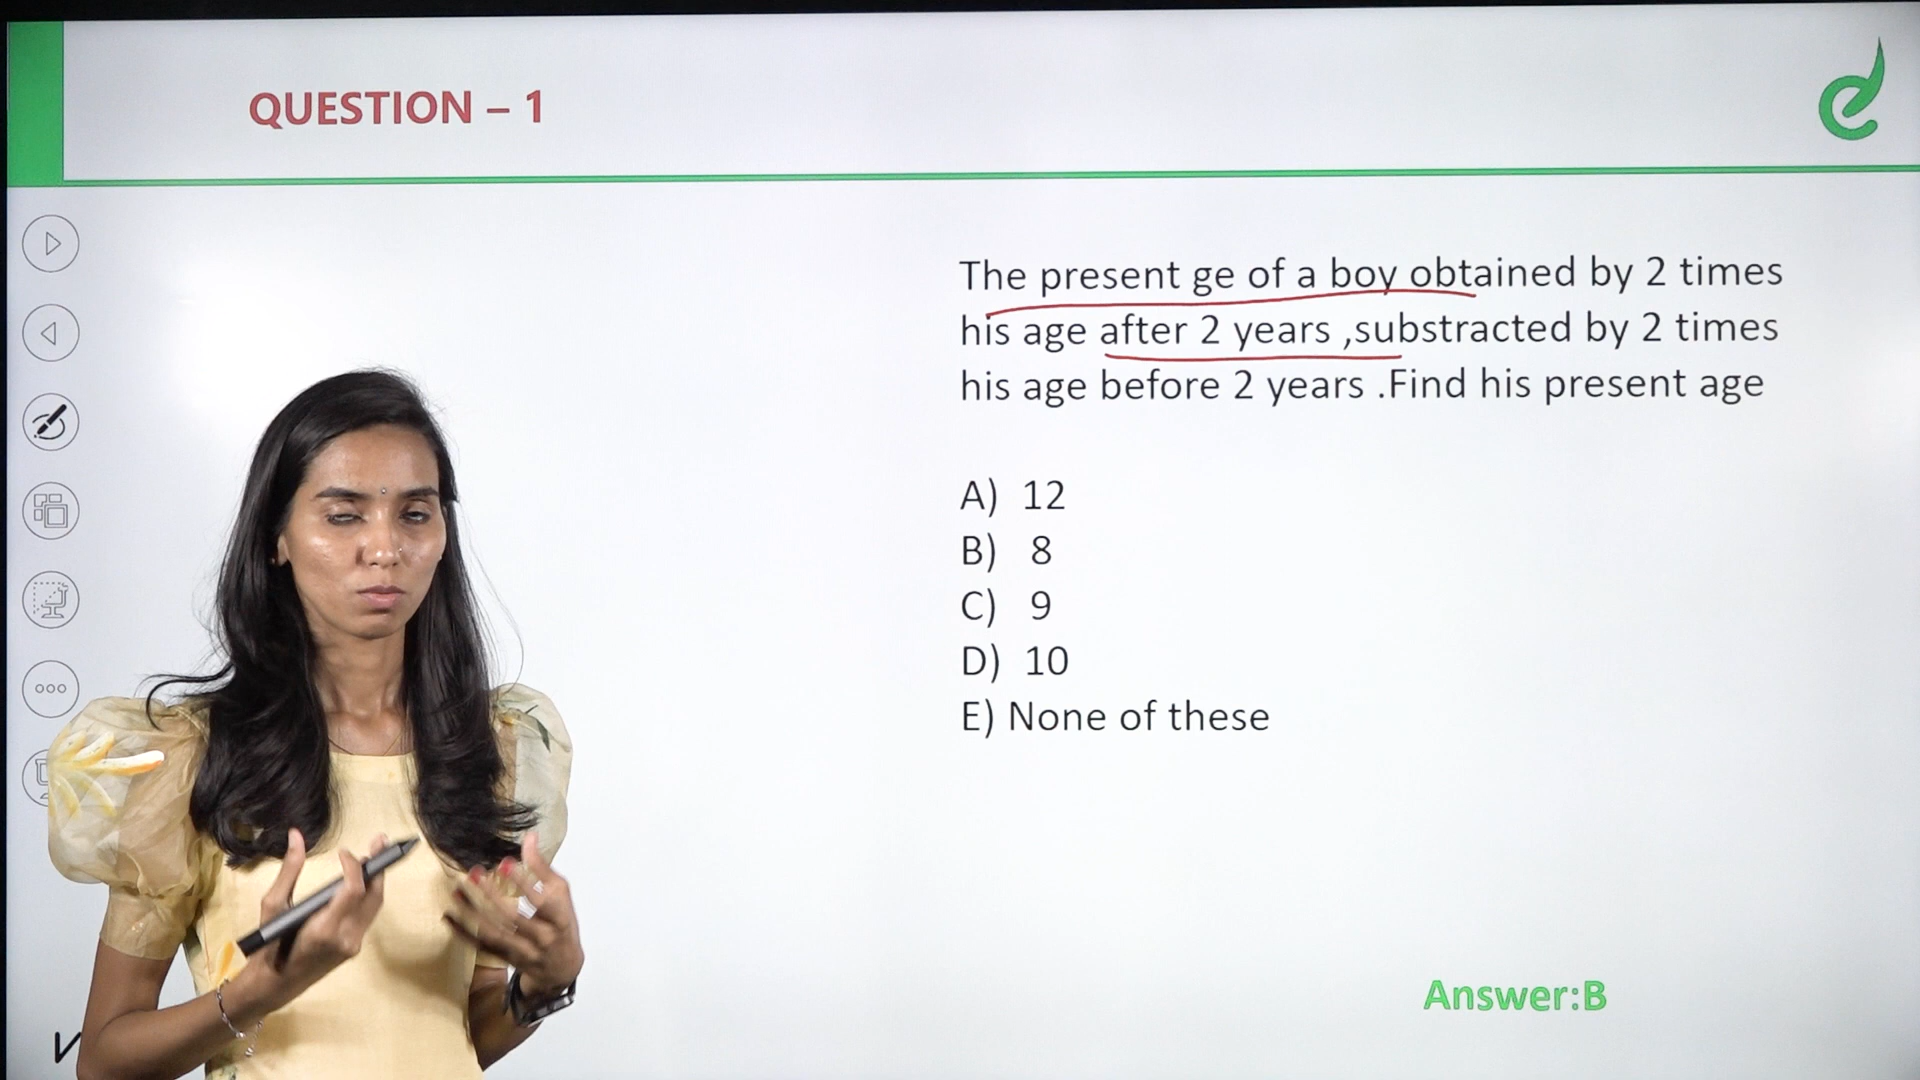 QUESTION – 1
The present ge of a boy obtained by 2 times
his age after 2 years ,substracted by 2 times
his age before 2 years .Find his present age
A) 12
B) 8
C) 9
D) 10
E) None of these
Answer:B